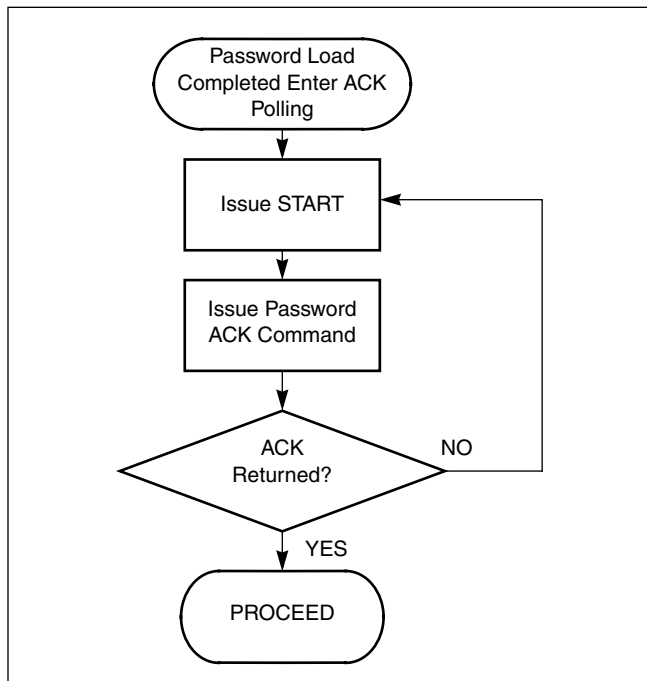 Password Load
Completed Enter ACK
Polling
Issue START
Issue Password
ACK Command
ACK
Returned?
NO
YES
PROCEED